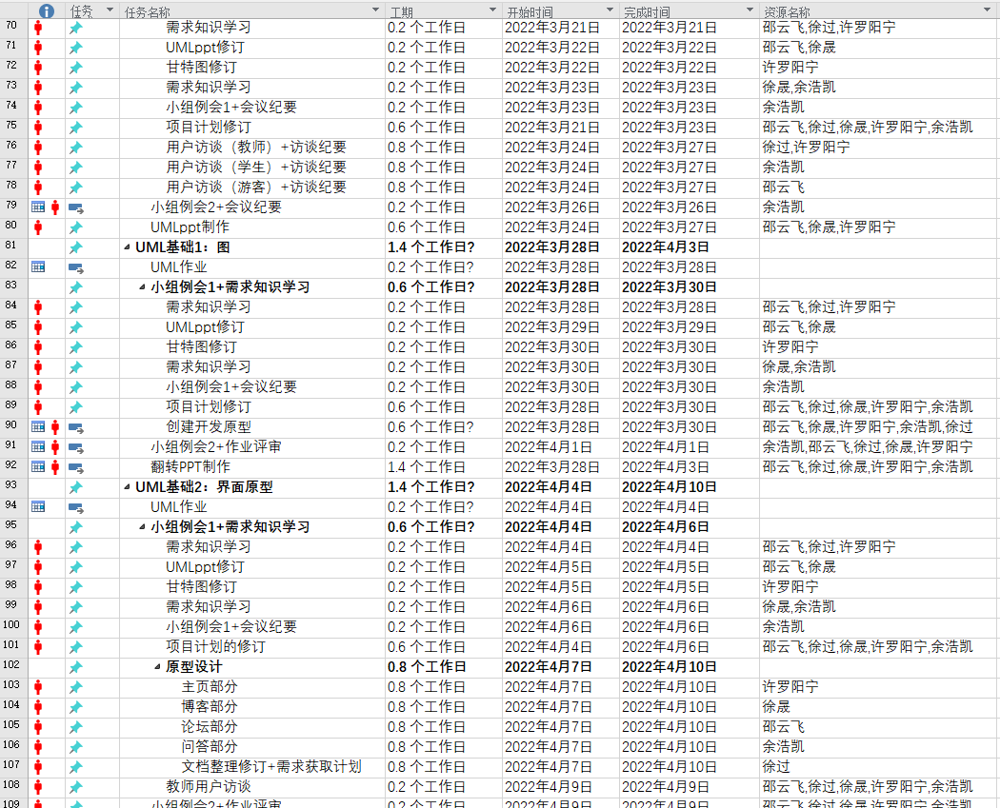 任务 任务名称 工期 开始时间 完成时间 资源名称
70 需求知识学习 0.2 个工作日 2022年3月21日 2022年3月21日 邵云飞,徐过,许罗阳宁
71 UMLppt修订 0.2 个工作日 2022年3月22日 2022年3月22日 邵云飞,徐晟
72 甘特图修订 0.2 个工作日 2022年3月22日 2022年3月22日 许罗阳宁
73 需求知识学习 0.2 个工作日 2022年3月23日 2022年3月23日 徐晟,余浩凯
74 小组例会1+会议纪要 0.2 个工作日 2022年3月23日 2022年3月23日 余浩凯
75 项目计划修订 0.6 个工作日 2022年3月21日 2022年3月23日 邵云飞,徐过,徐晟,许罗阳宁,余浩凯
76 用户访谈（教师）+访谈纪要 0.8 个工作日 2022年3月24日 2022年3月27日 徐过,许罗阳宁
77 用户访谈（学生）+访谈纪要 0.8 个工作日 2022年3月24日 2022年3月27日 余浩凯
78 用户访谈（游客）+访谈纪要 0.8 个工作日 2022年3月24日 2022年3月27日 邵云飞
79 小组例会2+会议纪要 0.2 个工作日 2022年3月26日 2022年3月26日 余浩凯
80 UMLppt制作 0.6 个工作日 2022年3月24日 2022年3月27日 邵云飞,徐晟,许罗阳宁
81 UML基础1：图 1.4 个工作日? 2022年3月28日 2022年4月3日
82 UML作业 0.2 个工作日? 2022年3月28日 2022年3月28日
83 小组例会1+需求知识学习 0.6 个工作日? 2022年3月28日 2022年3月30日
84 需求知识学习 0.2 个工作日 2022年3月28日 2022年3月28日 邵云飞,徐过,许罗阳宁
85 UMLppt修订 0.2 个工作日 2022年3月29日 2022年3月29日 邵云飞,徐晟
86 甘特图修订 0.2 个工作日 2022年3月30日 2022年3月30日 许罗阳宁
87 需求知识学习 0.2 个工作日 2022年3月30日 2022年3月30日 徐晟,余浩凯
88 小组例会1+会议纪要 0.2 个工作日 2022年3月30日 2022年3月30日 余浩凯
89 项目计划修订 0.6 个工作日 2022年3月28日 2022年3月30日 邵云飞,徐过,徐晟,许罗阳宁,余浩凯
90 创建开发原型 0.6 个工作日? 2022年3月28日 2022年3月30日 邵云飞,徐晟,许罗阳宁,余浩凯,徐过
91 小组例会2+作业评审 0.2 个工作日 2022年4月1日 2022年4月1日 余浩凯,邵云飞,徐过,徐晟,许罗阳宁
92 翻转PPT制作 1.4 个工作日 2022年3月28日 2022年4月3日 邵云飞,徐过,徐晟,许罗阳宁,余浩凯
93 UML基础2：界面原型 1.4 个工作日? 2022年4月4日 2022年4月10日
94 UML作业 0.2 个工作日? 2022年4月4日 2022年4月4日
95 小组例会1+需求知识学习 0.6 个工作日? 2022年4月4日 2022年4月6日
96 需求知识学习 0.2 个工作日 2022年4月4日 2022年4月4日 邵云飞,徐过,许罗阳宁
97 UMLppt修订 0.2 个工作日 2022年4月5日 2022年4月5日 邵云飞,徐晟
98 甘特图修订 0.2 个工作日 2022年4月5日 2022年4月5日 许罗阳宁
99 需求知识学习 0.2 个工作日 2022年4月6日 2022年4月6日 徐晟,余浩凯
100 小组例会1+会议纪要 0.2 个工作日 2022年4月6日 2022年4月6日 余浩凯
101 项目计划的修订 0.6 个工作日 2022年4月4日 2022年4月6日 邵云飞,徐过,徐晟,许罗阳宁,余浩凯
102 原型设计 0.8 个工作日 2022年4月7日 2022年4月10日
103 主页部分 0.8 个工作日 2022年4月7日 2022年4月10日 许罗阳宁
104 博客部分 0.8 个工作日 2022年4月7日 2022年4月10日 徐晟
105 论坛部分 0.8 个工作日 2022年4月7日 2022年4月10日 邵云飞
106 问答部分 0.8 个工作日 2022年4月7日 2022年4月10日 余浩凯
107 文档整理修订+需求获取计划 0.8 个工作日 2022年4月7日 2022年4月10日 徐过
108 教师用户访谈 0.2 个工作日 2022年4月9日 2022年4月9日 邵云飞,徐过,徐晟,许罗阳宁,余浩凯
109 小组例会2+作业评审 0.2 个工作日 2022年4月9日 2022年4月9日 邵云飞,徐过,徐晟,许罗阳宁,余浩凯